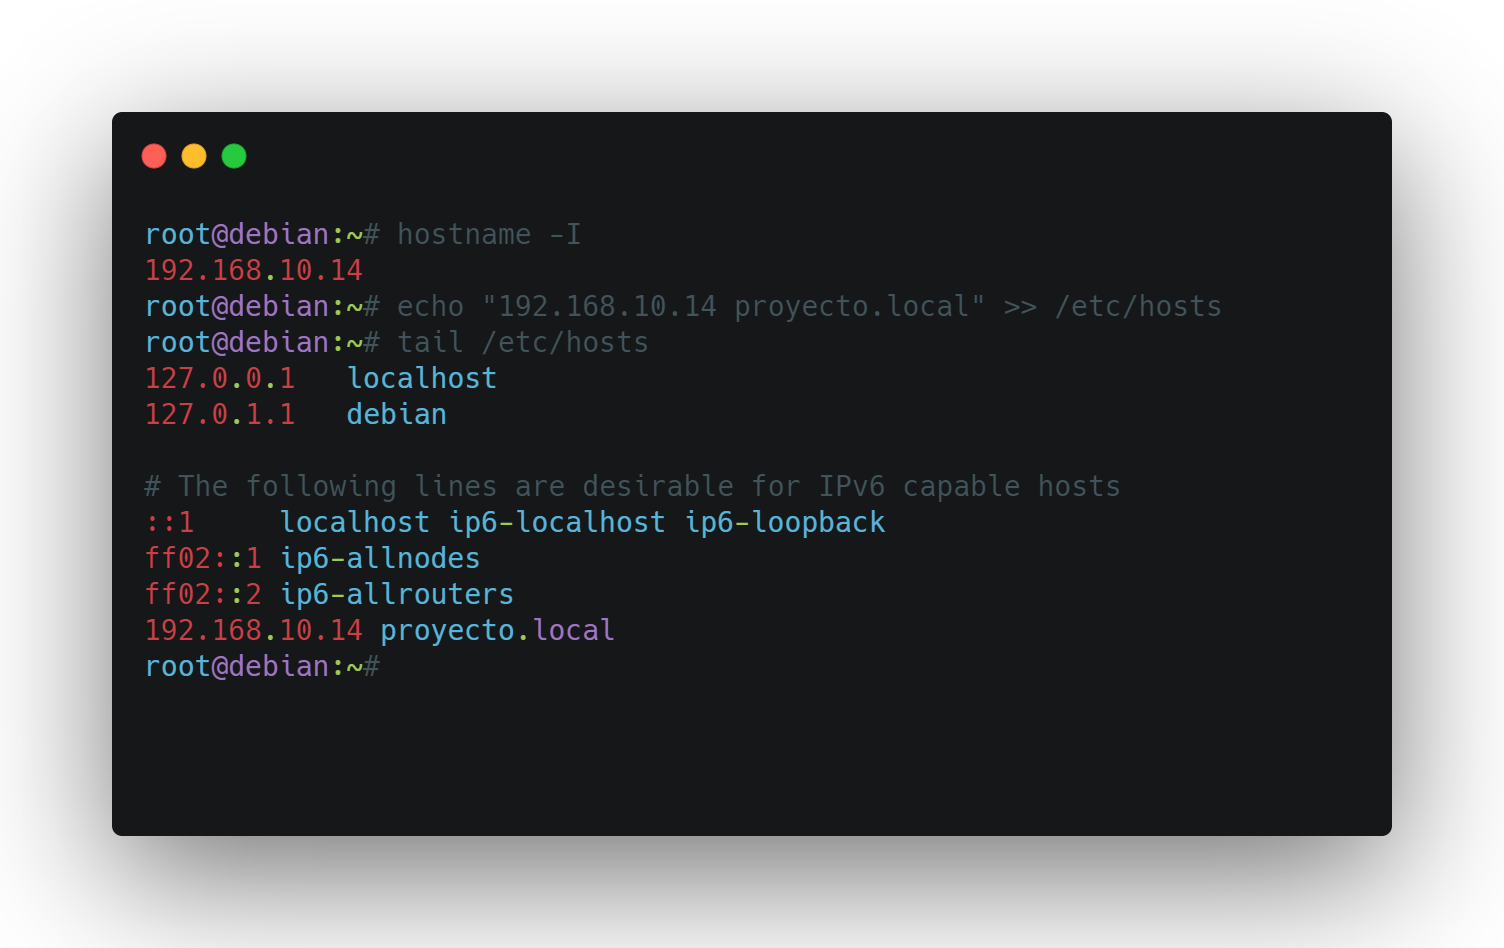 root@debian:~# hostname -I
192.168.10.14
root@debian:~# echo "192.168.10.14 proyecto.local" >> /etc/hosts
root@debian:~# tail /etc/hosts
127.0.0.1   localhost
127.0.1.1   debian

# The following lines are desirable for IPv6 capable hosts
::1     localhost ip6-localhost ip6-loopback
ff02::1 ip6-allnodes
ff02::2 ip6-allrouters
192.168.10.14 proyecto.local
root@debian:~#